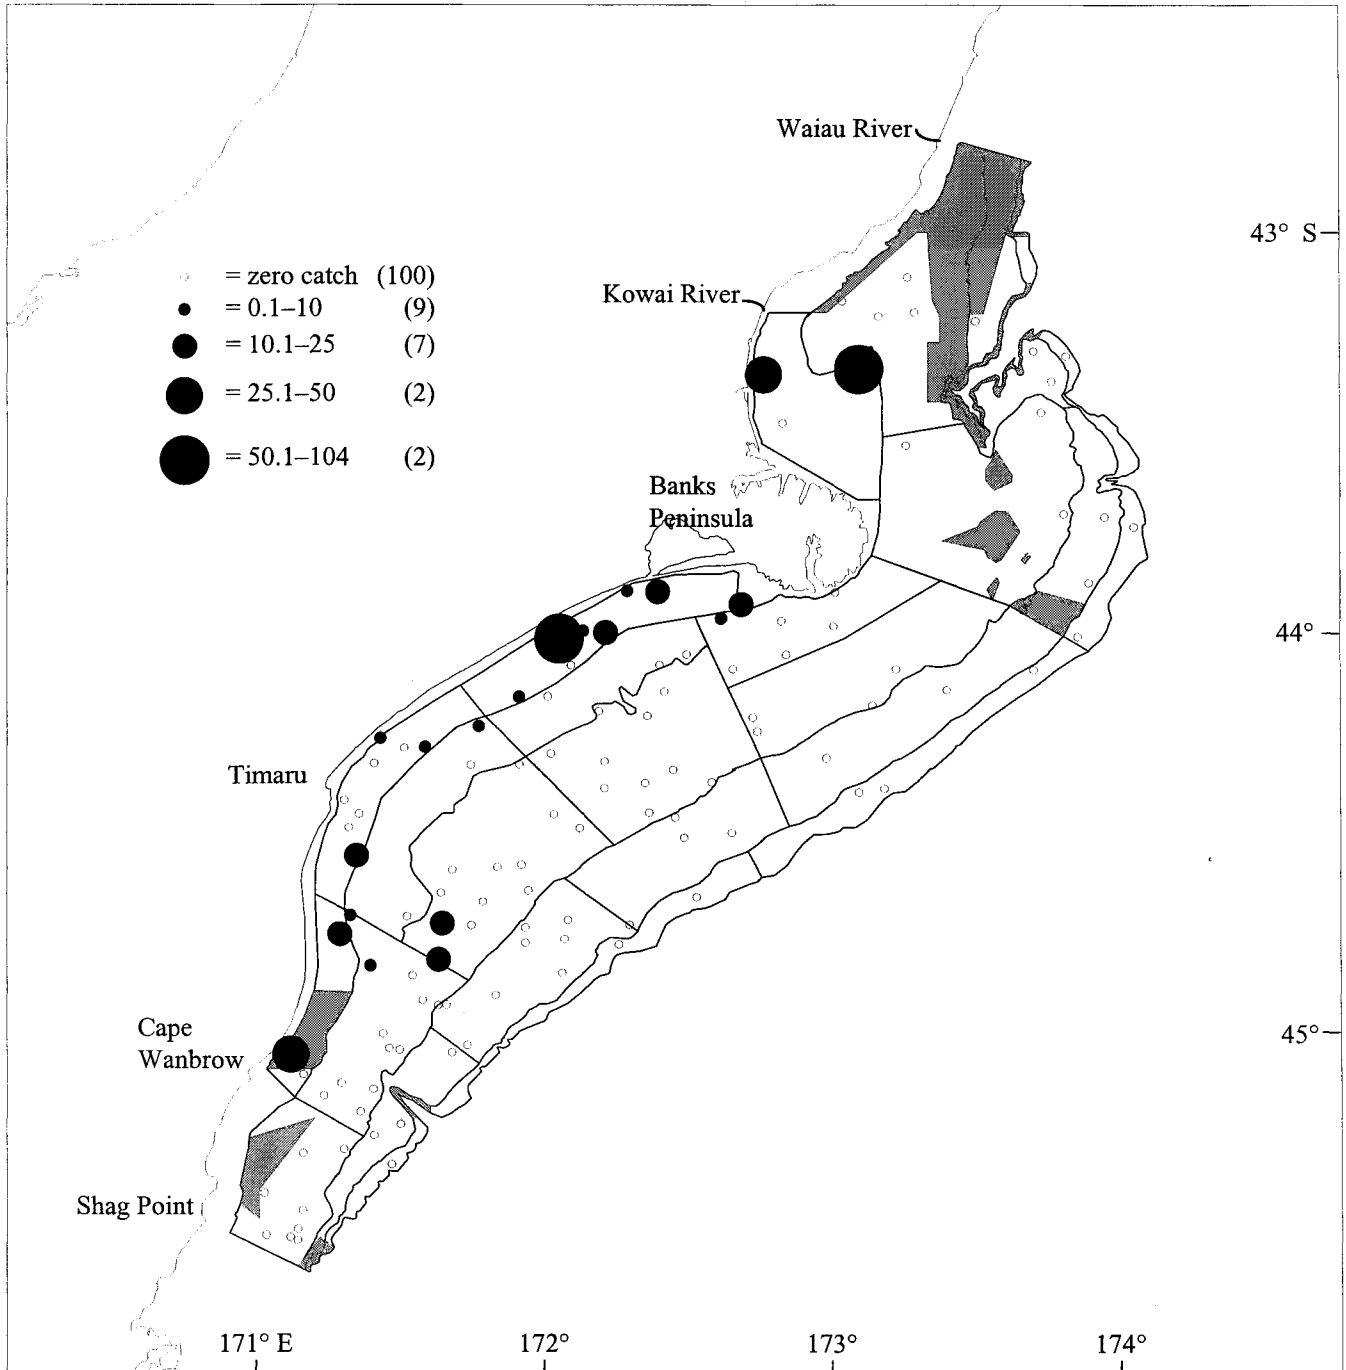 Waiau River
43° S
= zero catch (100)
Kowai River
= 0.1–10 (9)
= 10.1–25 (7)
= 25.1–50 (2)
= 50.1–104 (2)
Banks
Peninsula
44°
Timaru
Cape
Wanbrow
45°
Shag Point
171° E 172° 173° 174°